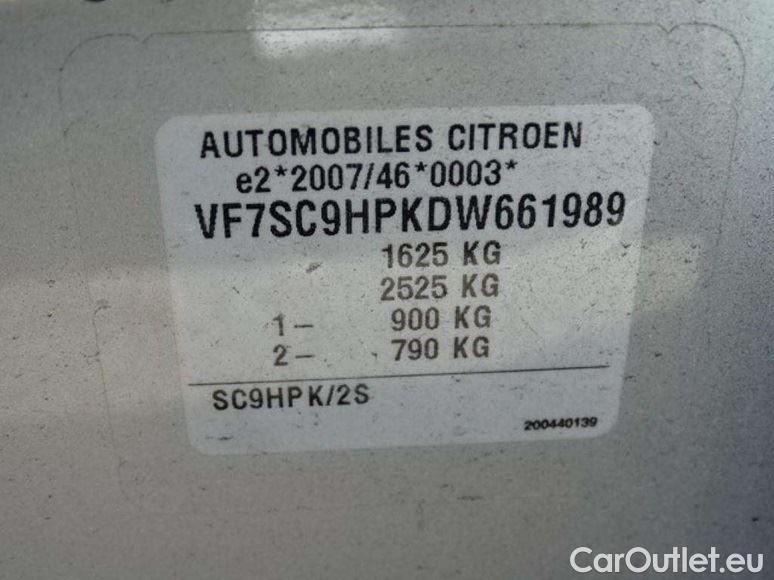 AUTOMOBILES CITROEN
e2*2007/46*0003*
VF7SC9HPKDW661989
1625 KG
2525 KG
1- 900 KG
2- 790 KG
SC9HPK/2S
200440139
CarOutlet.eu